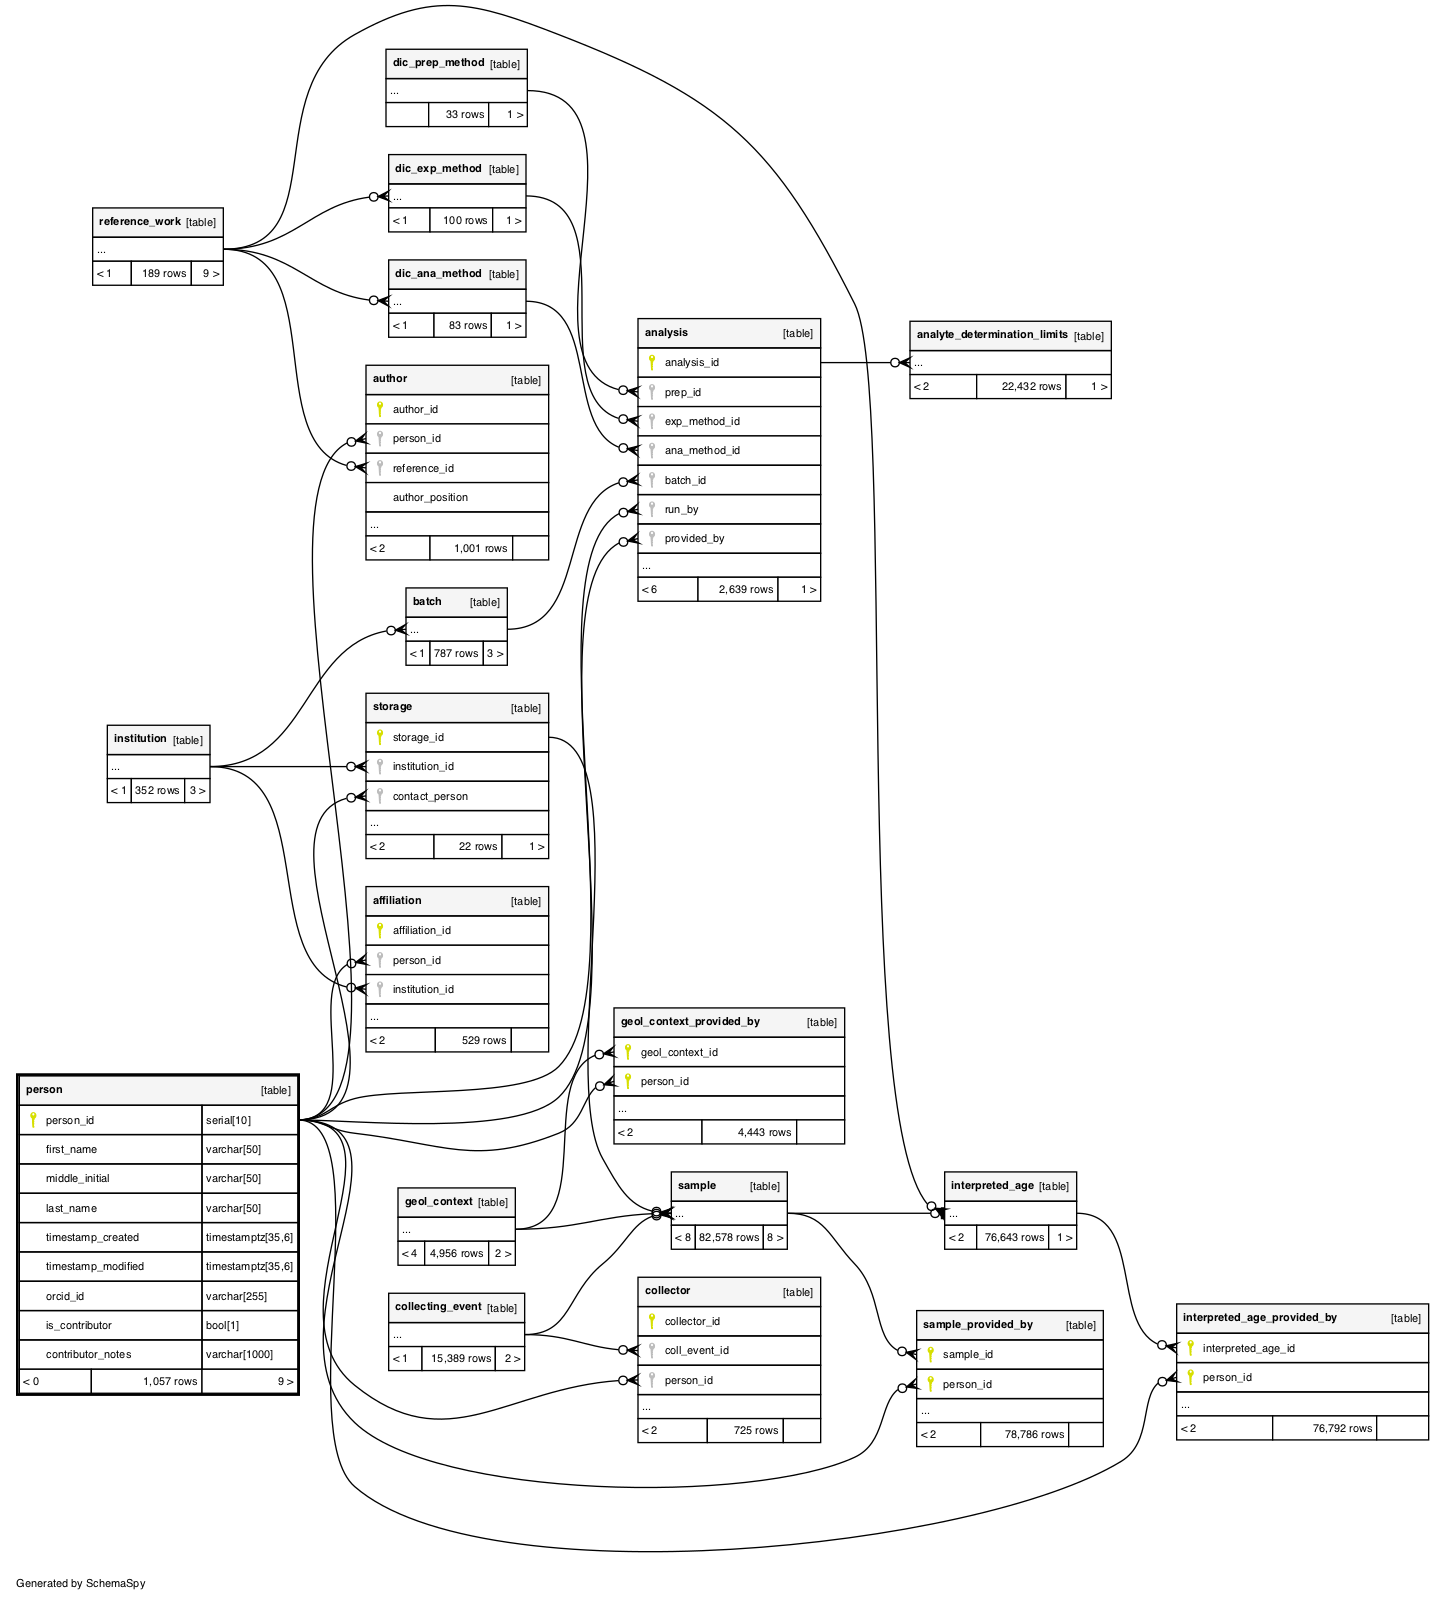 dic_prep_method [table]
...
33 rows 1 >
dic_exp_method [table]
...
< 1 100 rows 1 >
reference_work [table]
...
< 1 189 rows 9 >
dic_ana_method [table]
...
< 1 83 rows 1 >
analysis [table]
analysis_id
prep_id
exp_method_id
ana_method_id
batch_id
run_by
provided_by
...
< 6 2,639 rows 1 >
analyte_determination_limits [table]
...
< 2 22,432 rows 1 >
author [table]
author_id
person_id
reference_id
author_position
...
< 2 1,001 rows
batch [table]
...
< 1 787 rows 3 >
storage [table]
storage_id
institution_id
contact_person
...
< 2 22 rows 1 >
institution [table]
...
< 1 352 rows 3 >
affiliation [table]
affiliation_id
person_id
institution_id
...
< 2 529 rows
geol_context_provided_by [table]
geol_context_id
person_id
...
< 2 4,443 rows
person [table]
person_id serial[10]
first_name varchar[50]
middle_initial varchar[50]
last_name varchar[50]
timestamp_created timestamptz[35,6]
timestamp_modified timestamptz[35,6]
orcid_id varchar[255]
is_contributor bool[1]
contributor_notes varchar[1000]
< 0 1,057 rows 9 >
geol_context [table]
...
< 4 4,956 rows 2 >
sample [table]
...
< 8 82,578 rows 8 >
interpreted_age [table]
...
< 2 76,643 rows 1 >
collecting_event [table]
...
< 1 15,389 rows 2 >
collector [table]
collector_id
coll_event_id
person_id
...
< 2 725 rows
sample_provided_by [table]
sample_id
person_id
...
< 2 78,786 rows
interpreted_age_provided_by [table]
interpreted_age_id
person_id
...
< 2 76,792 rows
Generated by SchemaSpy